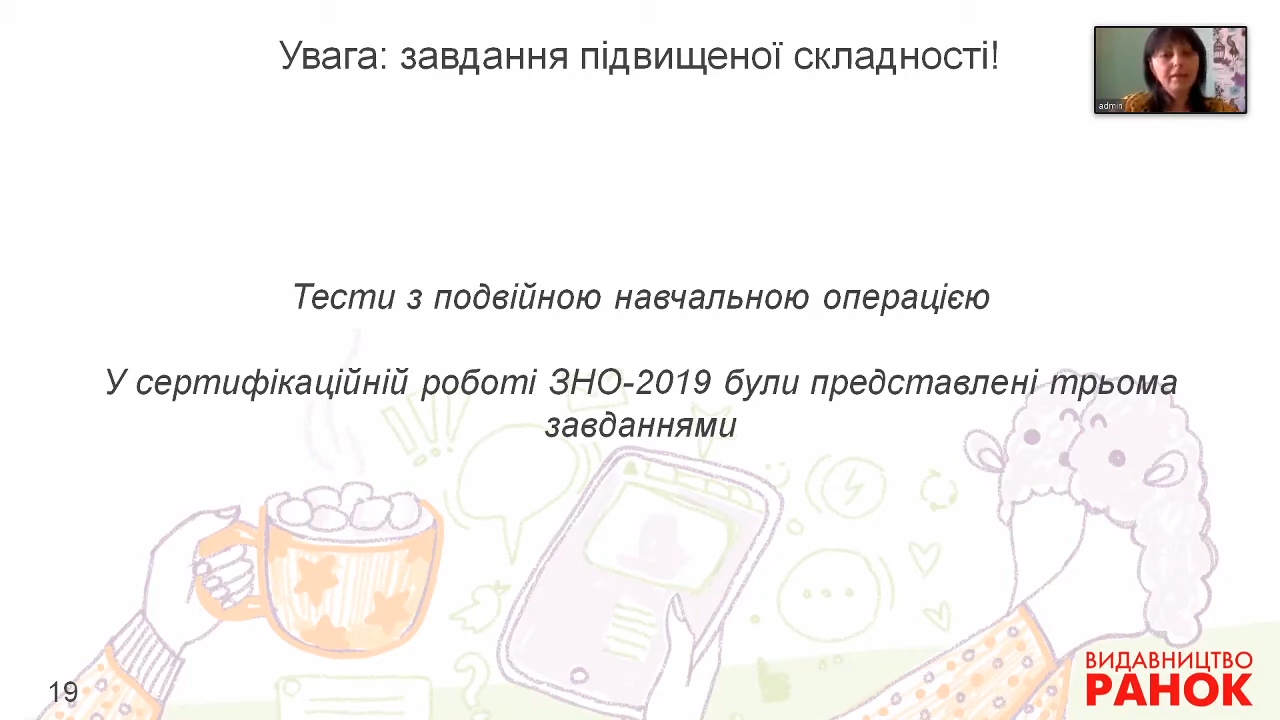 Увага: завдання підвищеної складності!
admin
Тести з подвійною навчальною операцією
У сертифікаційній роботі ЗНО-2019 були представлені трьома
завданнями
19
ВИДАВНИЦТВО
РАНОК